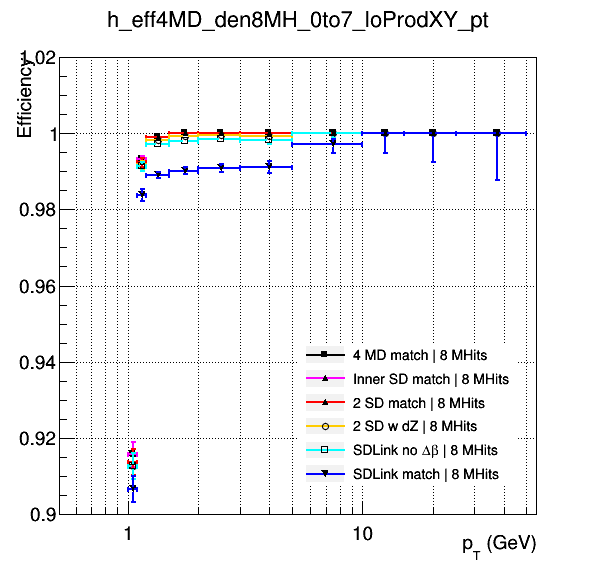 h_eff4MD_den8MH_0to7_loProdXY_pt
Efficiency
1.02
1
0.98
0.96
0.94
0.92
0.9
4 MD match | 8 MHits
Inner SD match | 8 MHits
2 SD match | 8 MHits
2 SD w dZ | 8 MHits
SDLink no Δβ | 8 MHits
SDLink match | 8 MHits
1
10
p_T (GeV)